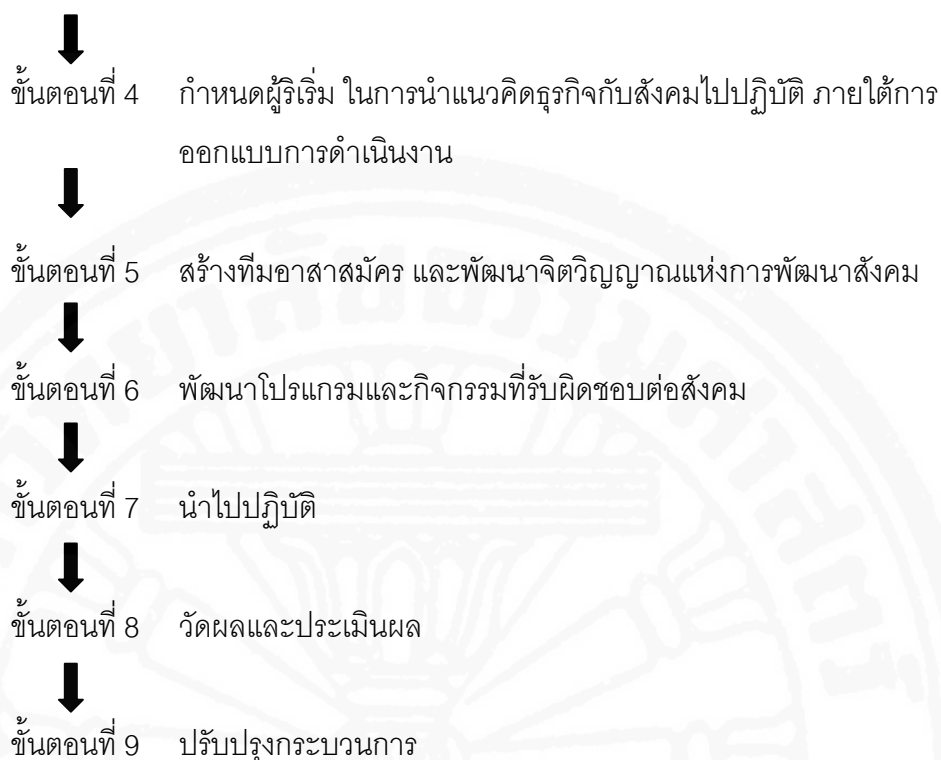 ขั้นตอนที่ 4 กำหนดผู้ริเริ่ม ในการนำแนวคิดธุรกิจกับสังคมไปปฏิบัติ ภายใต้การ
ออกแบบการดำเนินงาน
ขั้นตอนที่ 5 สร้างทีมอาสาสมัคร และพัฒนาจิตวิญญาณแห่งการพัฒนาสังคม
ขั้นตอนที่ 6 พัฒนาโปรแกรมและกิจกรรมที่รับผิดชอบต่อสังคม
ขั้นตอนที่ 7 นำไปปฏิบัติ
ขั้นตอนที่ 8 วัดผลและประเมินผล
ขั้นตอนที่ 9 ปรับปรุงกระบวนการ